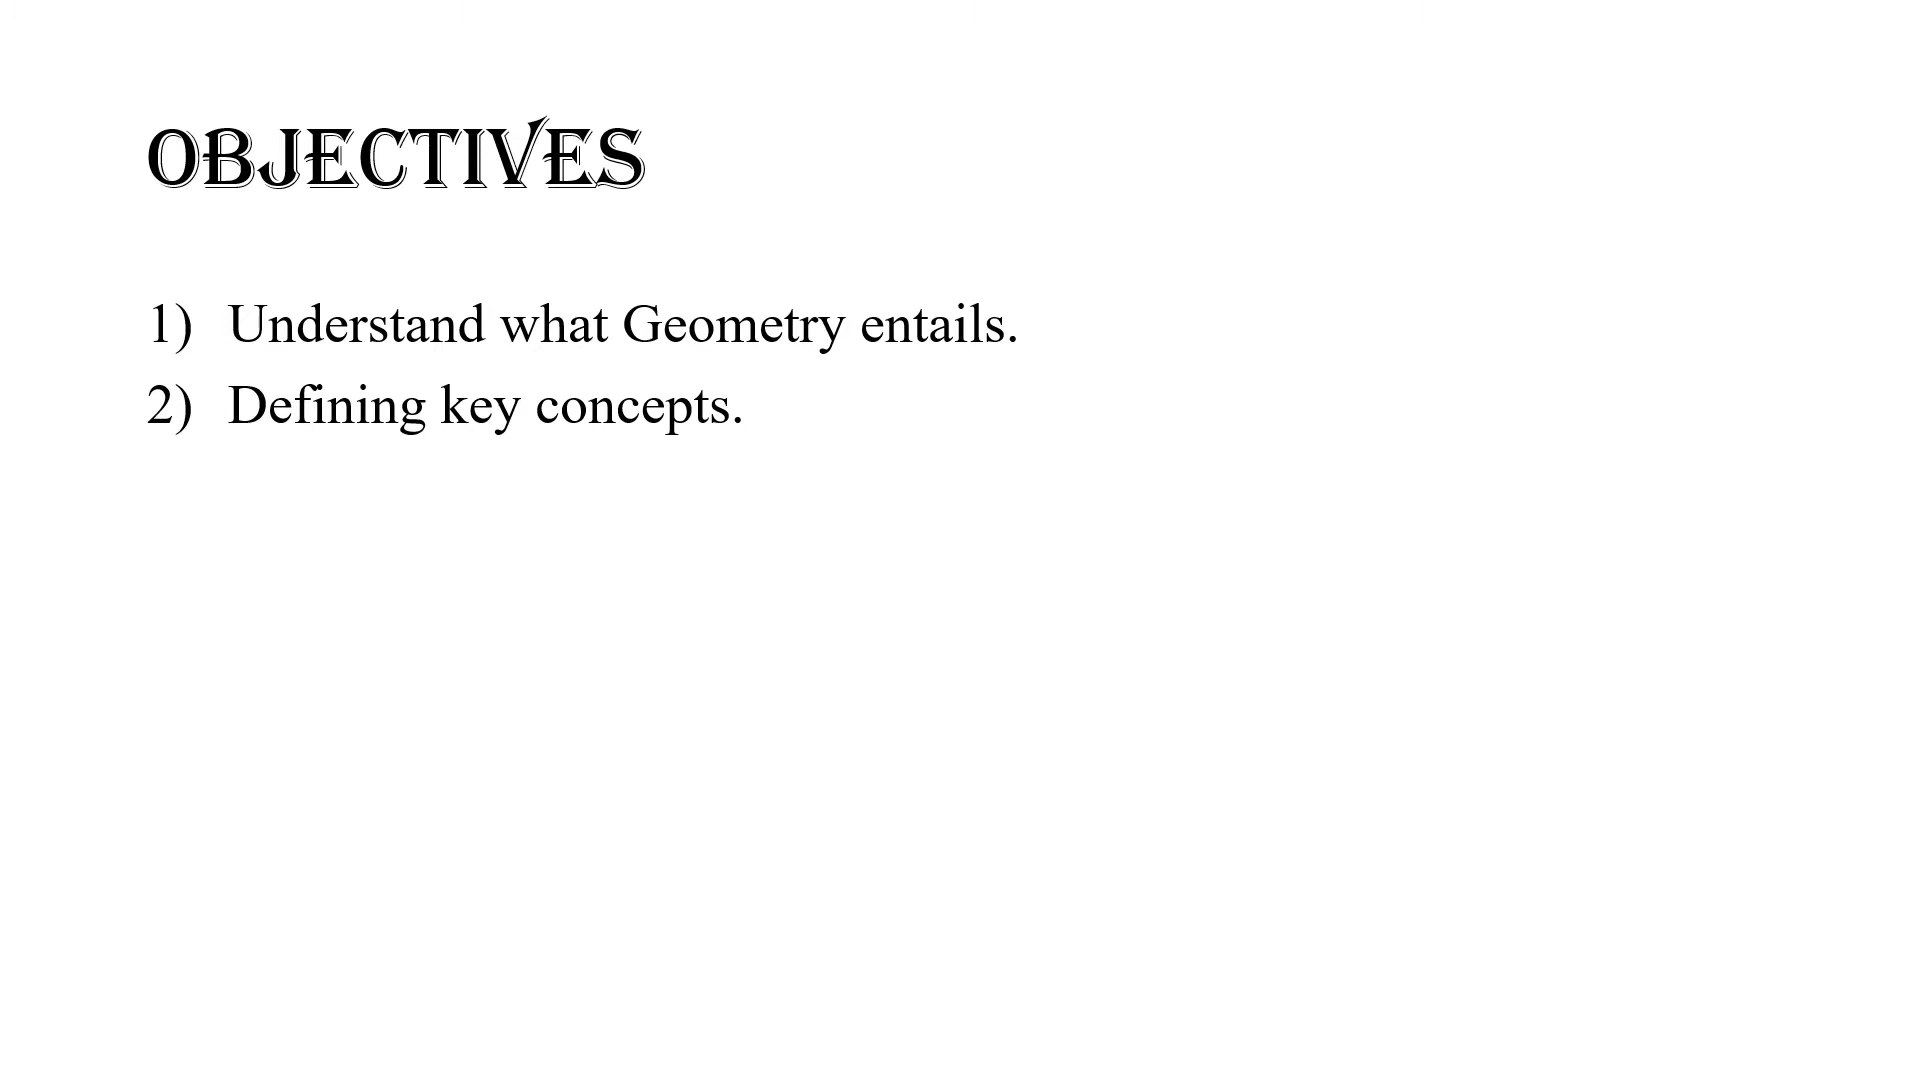 OBJECTIVES
1) Understand what Geometry entails.
2) Defining key concepts.